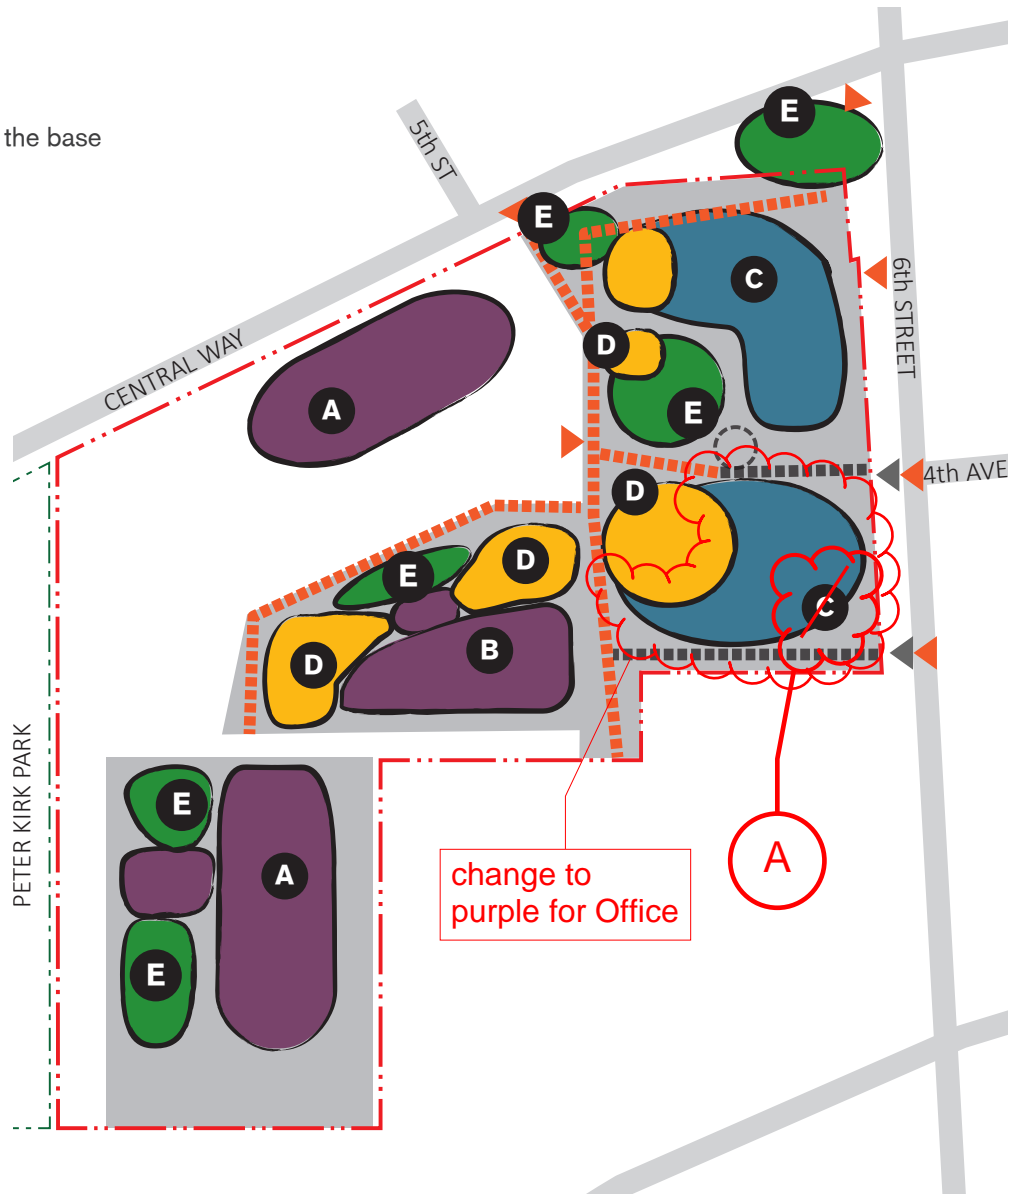 the base
5th ST
E
E
C
6th STREET
CENTRAL WAY
D
A
E
4th AVE
D
D
E
C
B
D
PETER KIRK PARK
E
A
A
change to
purple for Office
E